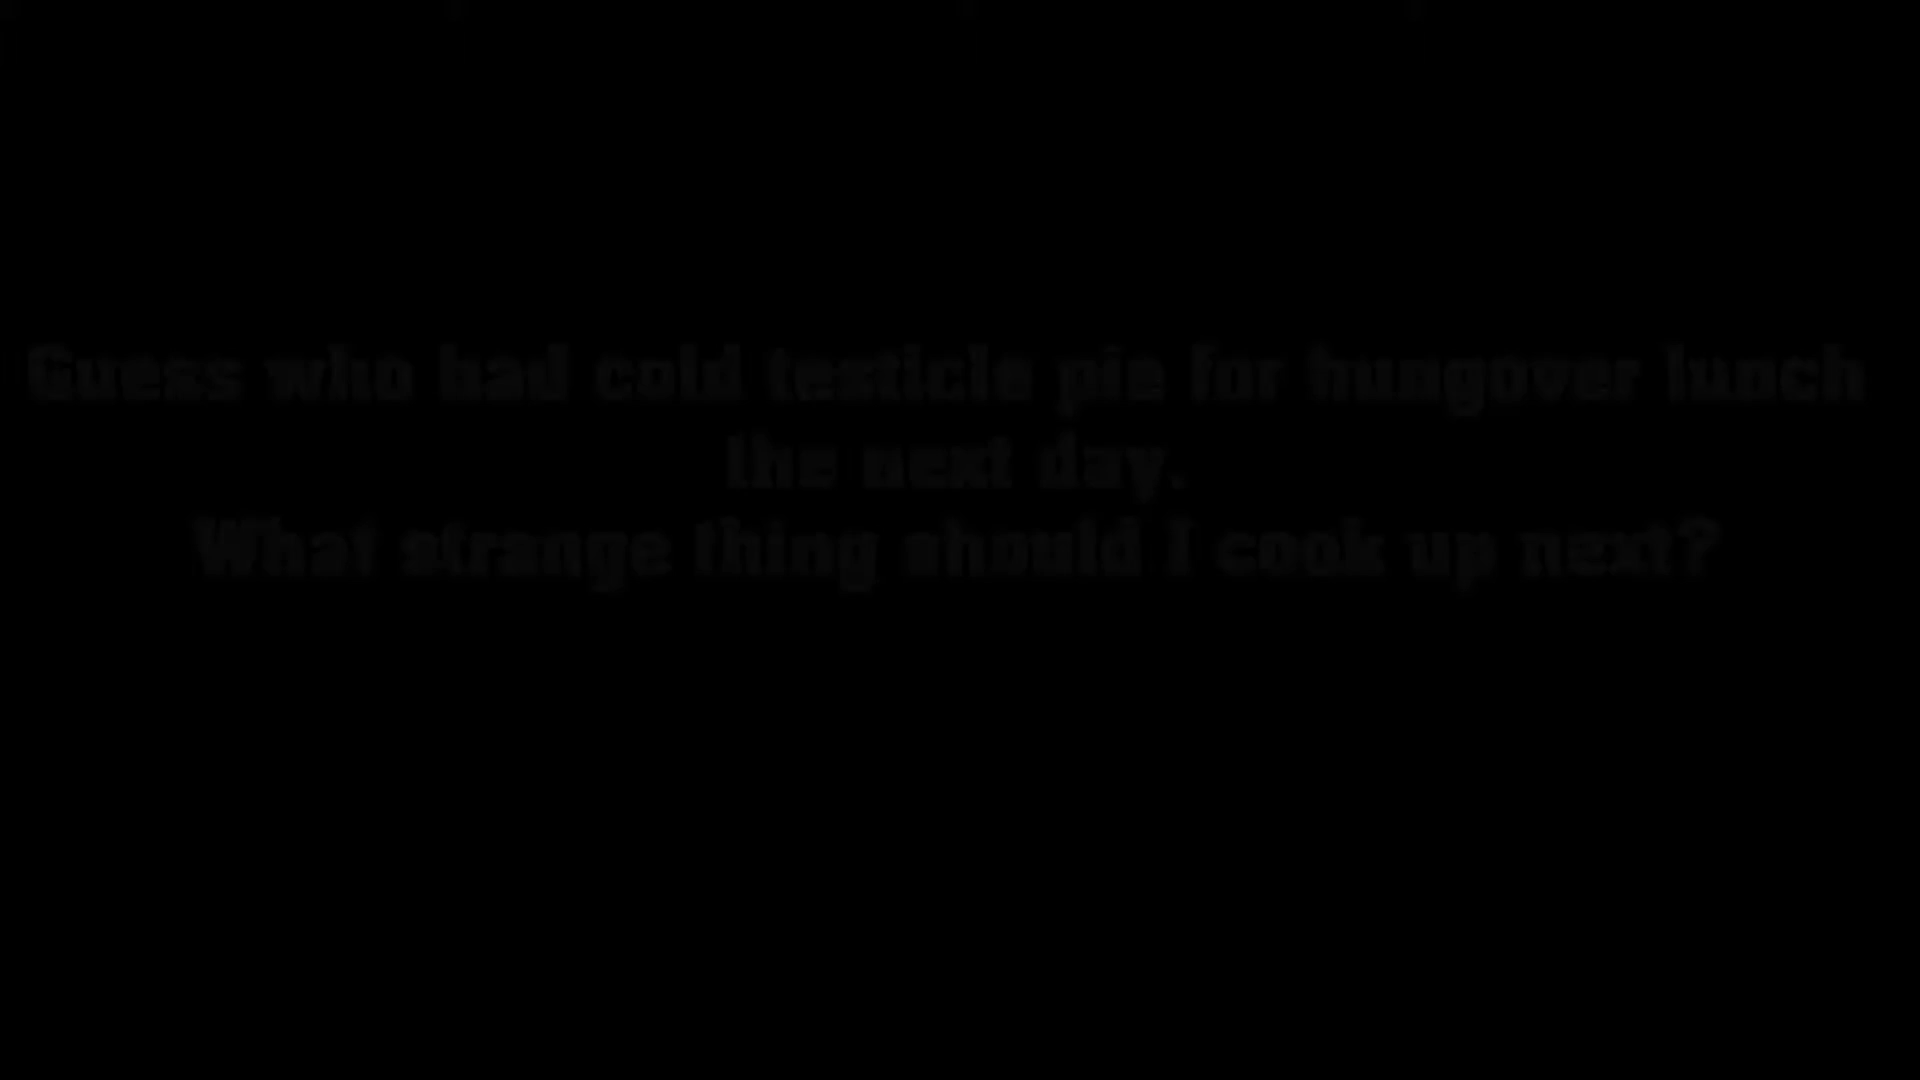 Guess who had cold testicle pie for hungover lunch
the next day.
What strange thing should I cook up next?